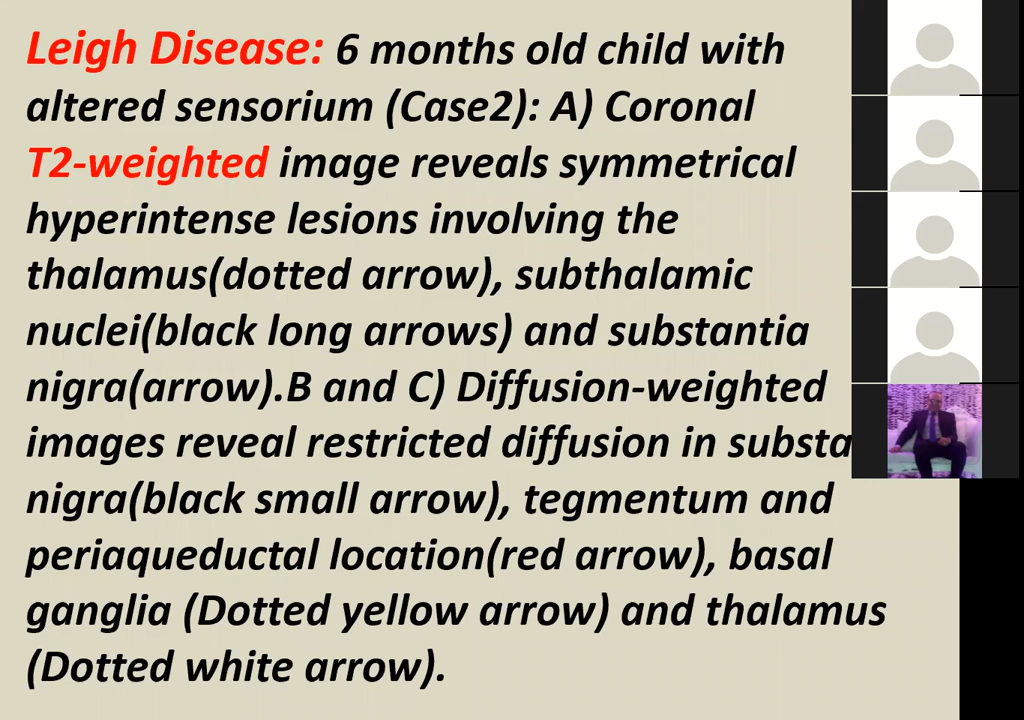 Leigh Disease: 6 months old child with
altered sensorium (Case2): A) Coronal
T2-weighted image reveals symmetrical
hyperintense lesions involving the
thalamus(dotted arrow), subthalamic
nuclei(black long arrows) and substantia
nigra(arrow).B and C) Diffusion-weighted
images reveal restricted diffusion in substa
nigra(black small arrow), tegmentum and
periaqueductal location(red arrow), basal
ganglia (Dotted yellow arrow) and thalamus
(Dotted white arrow).